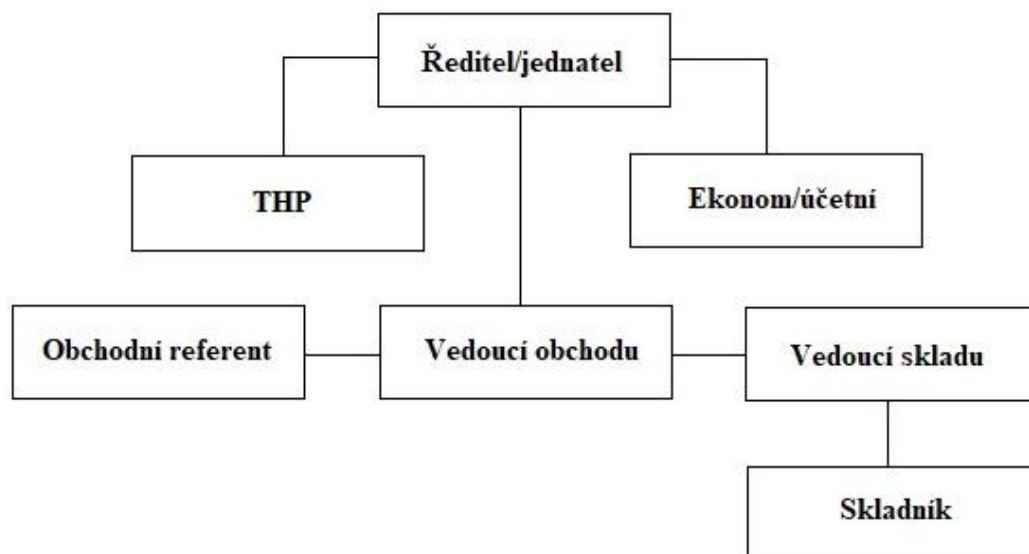 Ředitel/jednatel
THP
Ekonom/účetní
Obchodní referent
Vedoucí obchodu
Vedoucí skladu
Skladník